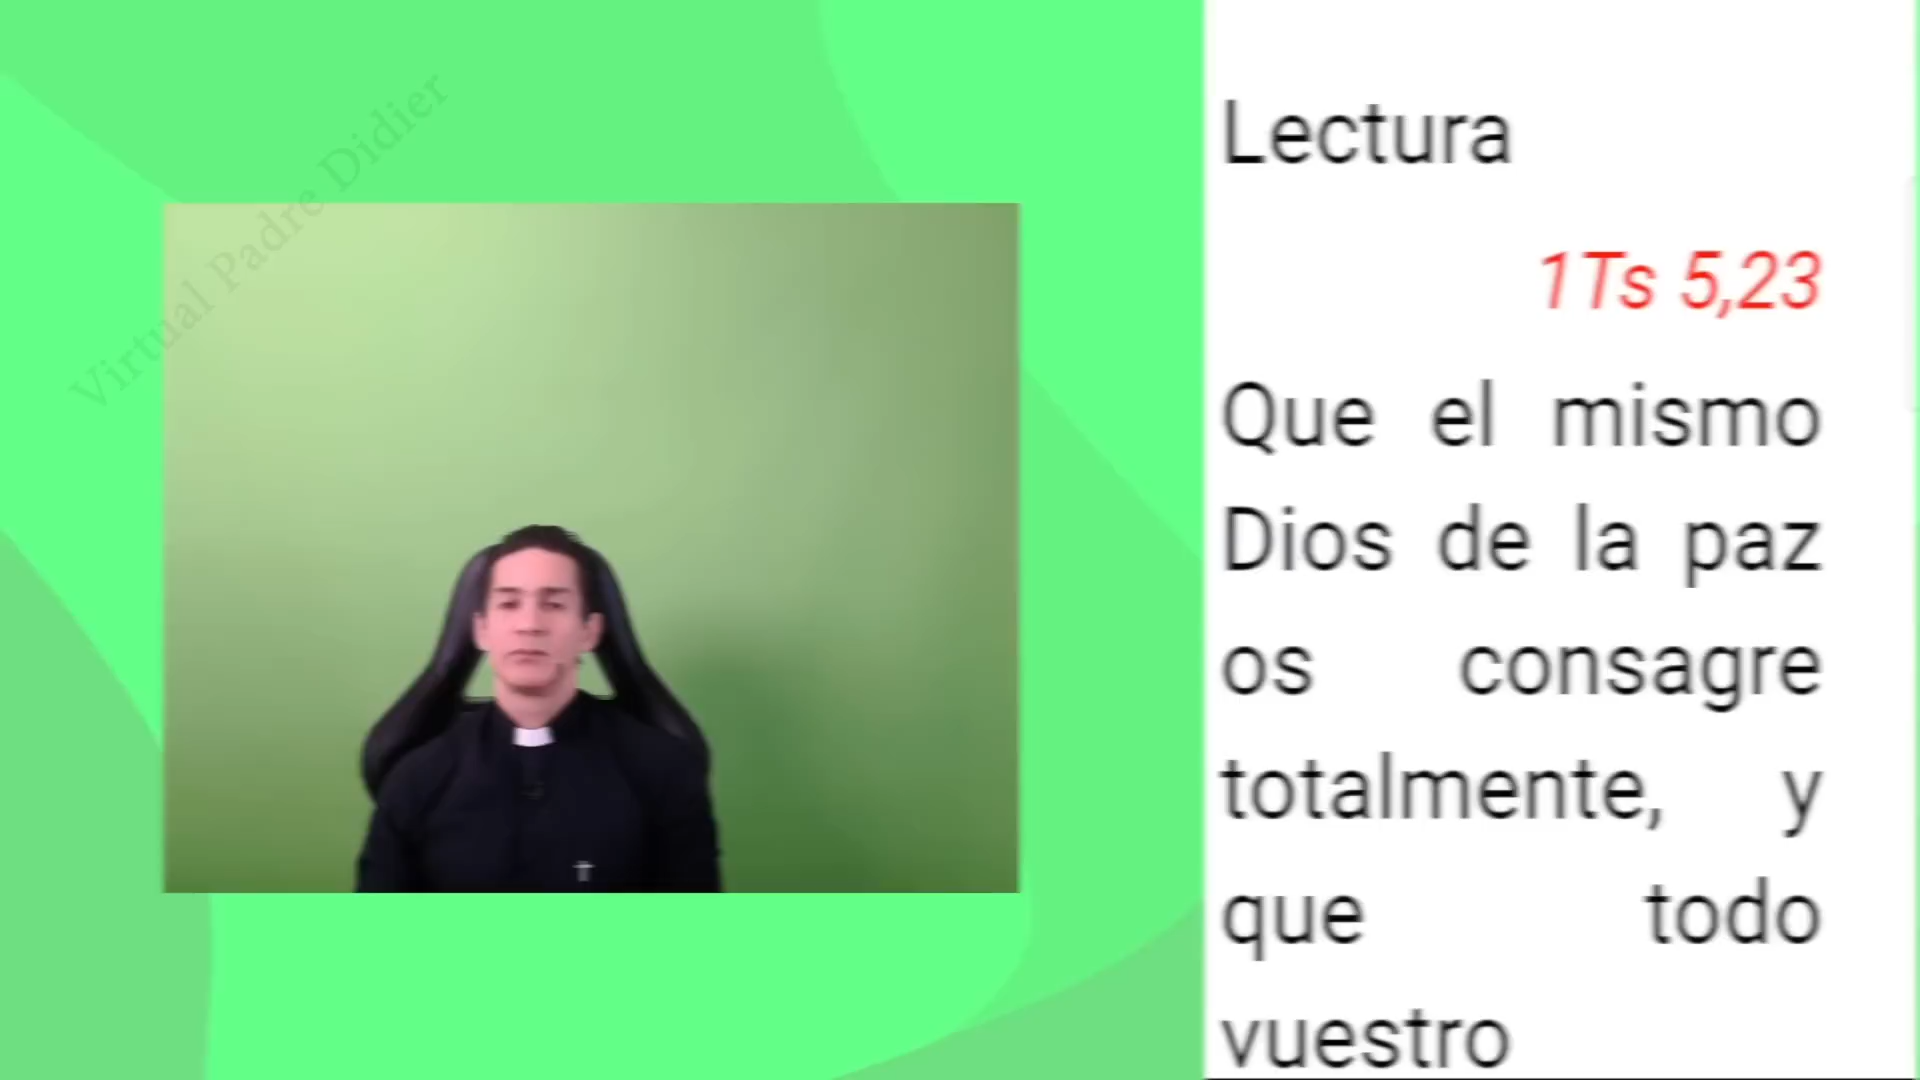 Virtual Padre Didier
Lectura
1Ts 5,23
Que el mismo
Dios de la paz
os consagre
totalmente, y
que todo
vuestro